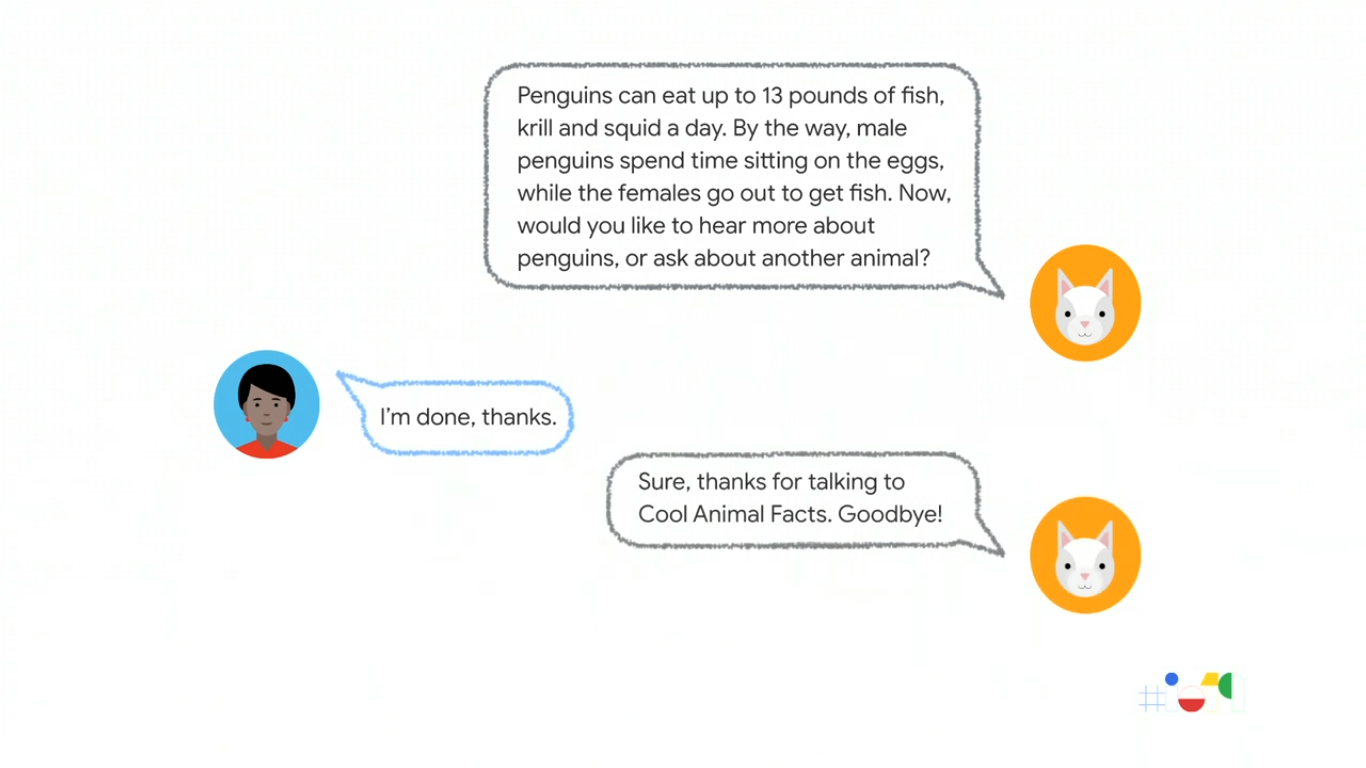 Penguins can eat up to 13 pounds of fish,
krill and squid a day. By the way, male
penguins spend time sitting on the eggs,
while the females go out to get fish. Now,
would you like to hear more about
penguins, or ask about another animal?
I'm done, thanks.
Sure, thanks for talking to
Cool Animal Facts. Goodbye!